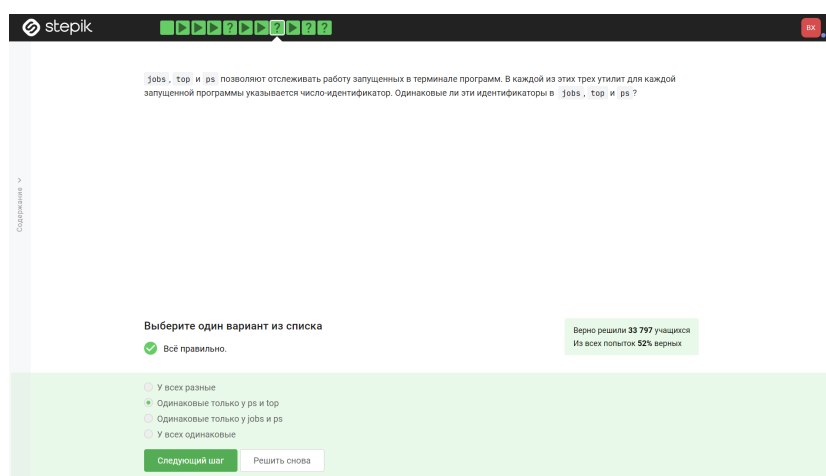 stepik
? ? ? ?
ВХ
jobs, top и ps позволяют отслеживать работу запущенных в терминале программ. В каждой из этих трех утилит для каждой
запущенной программы указывается число-идентификатор. Одинаковые ли эти идентификаторы в jobs, top и ps?
Содержание
Выберите один вариант из списка
Верно решили 33 797 учащихся
Из всех попыток 52% верных
Всё правильно.
У всех разные
Одинаковые только у ps и top
Одинаковые только у jobs и ps
У всех одинаковые
Следующий шаг Решить снова